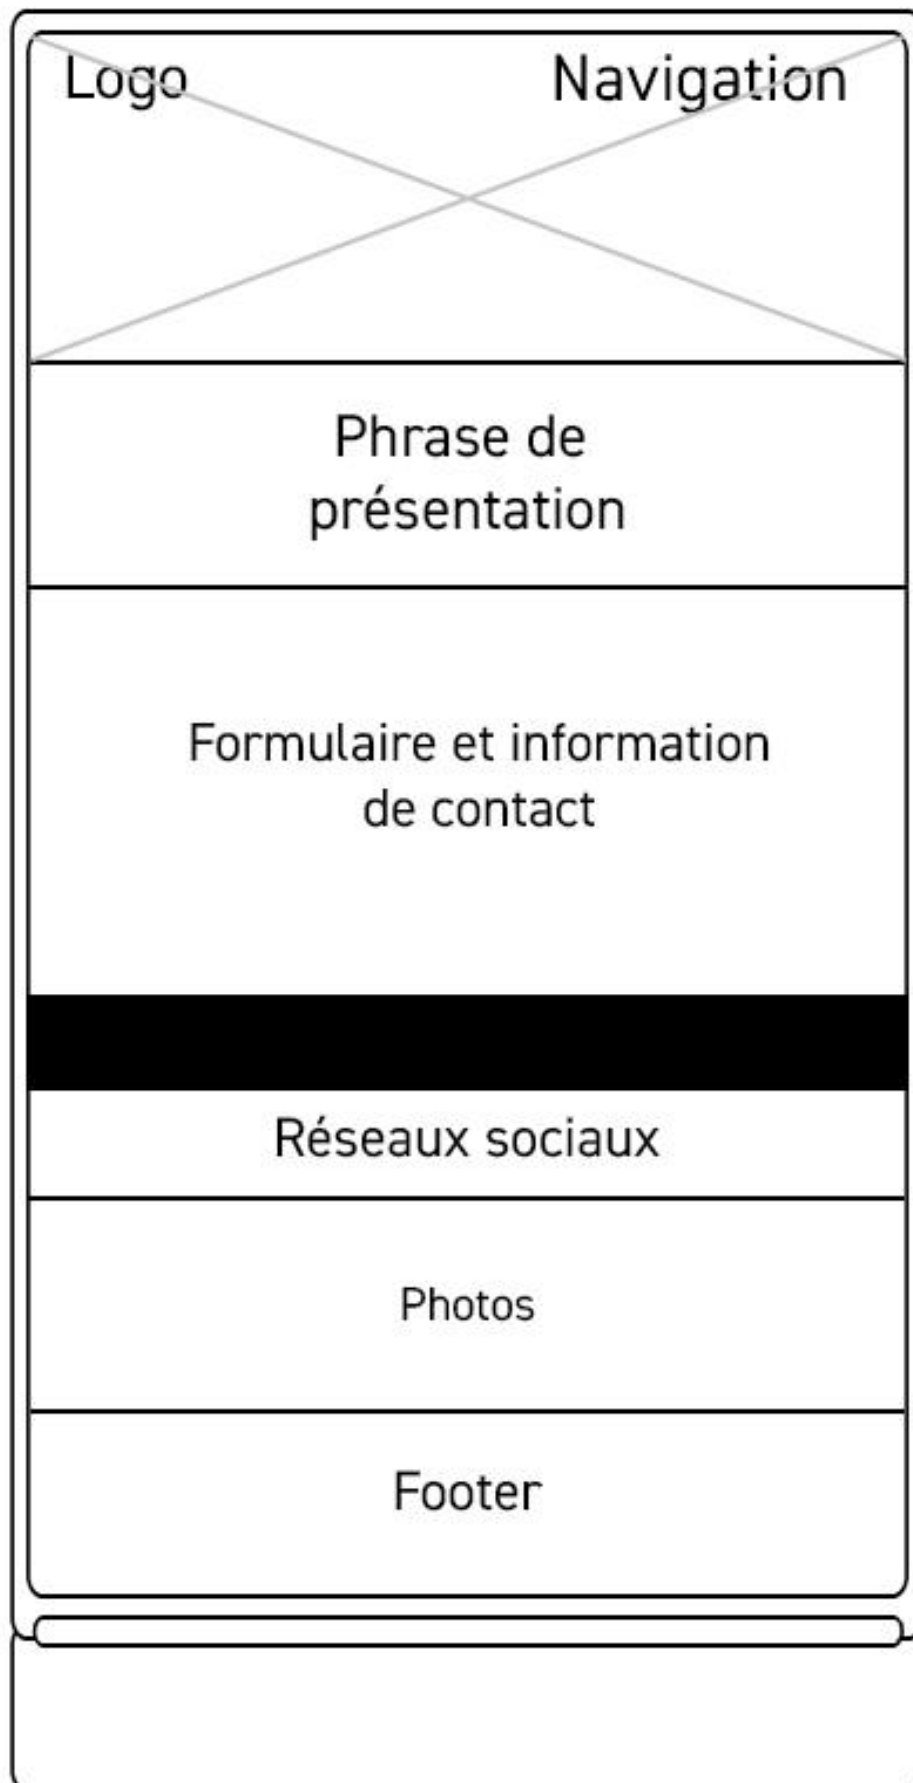 Logo
Navigation
Phrase de
présentation
Formulaire et information
de contact
Réseaux sociaux
Photos
Footer